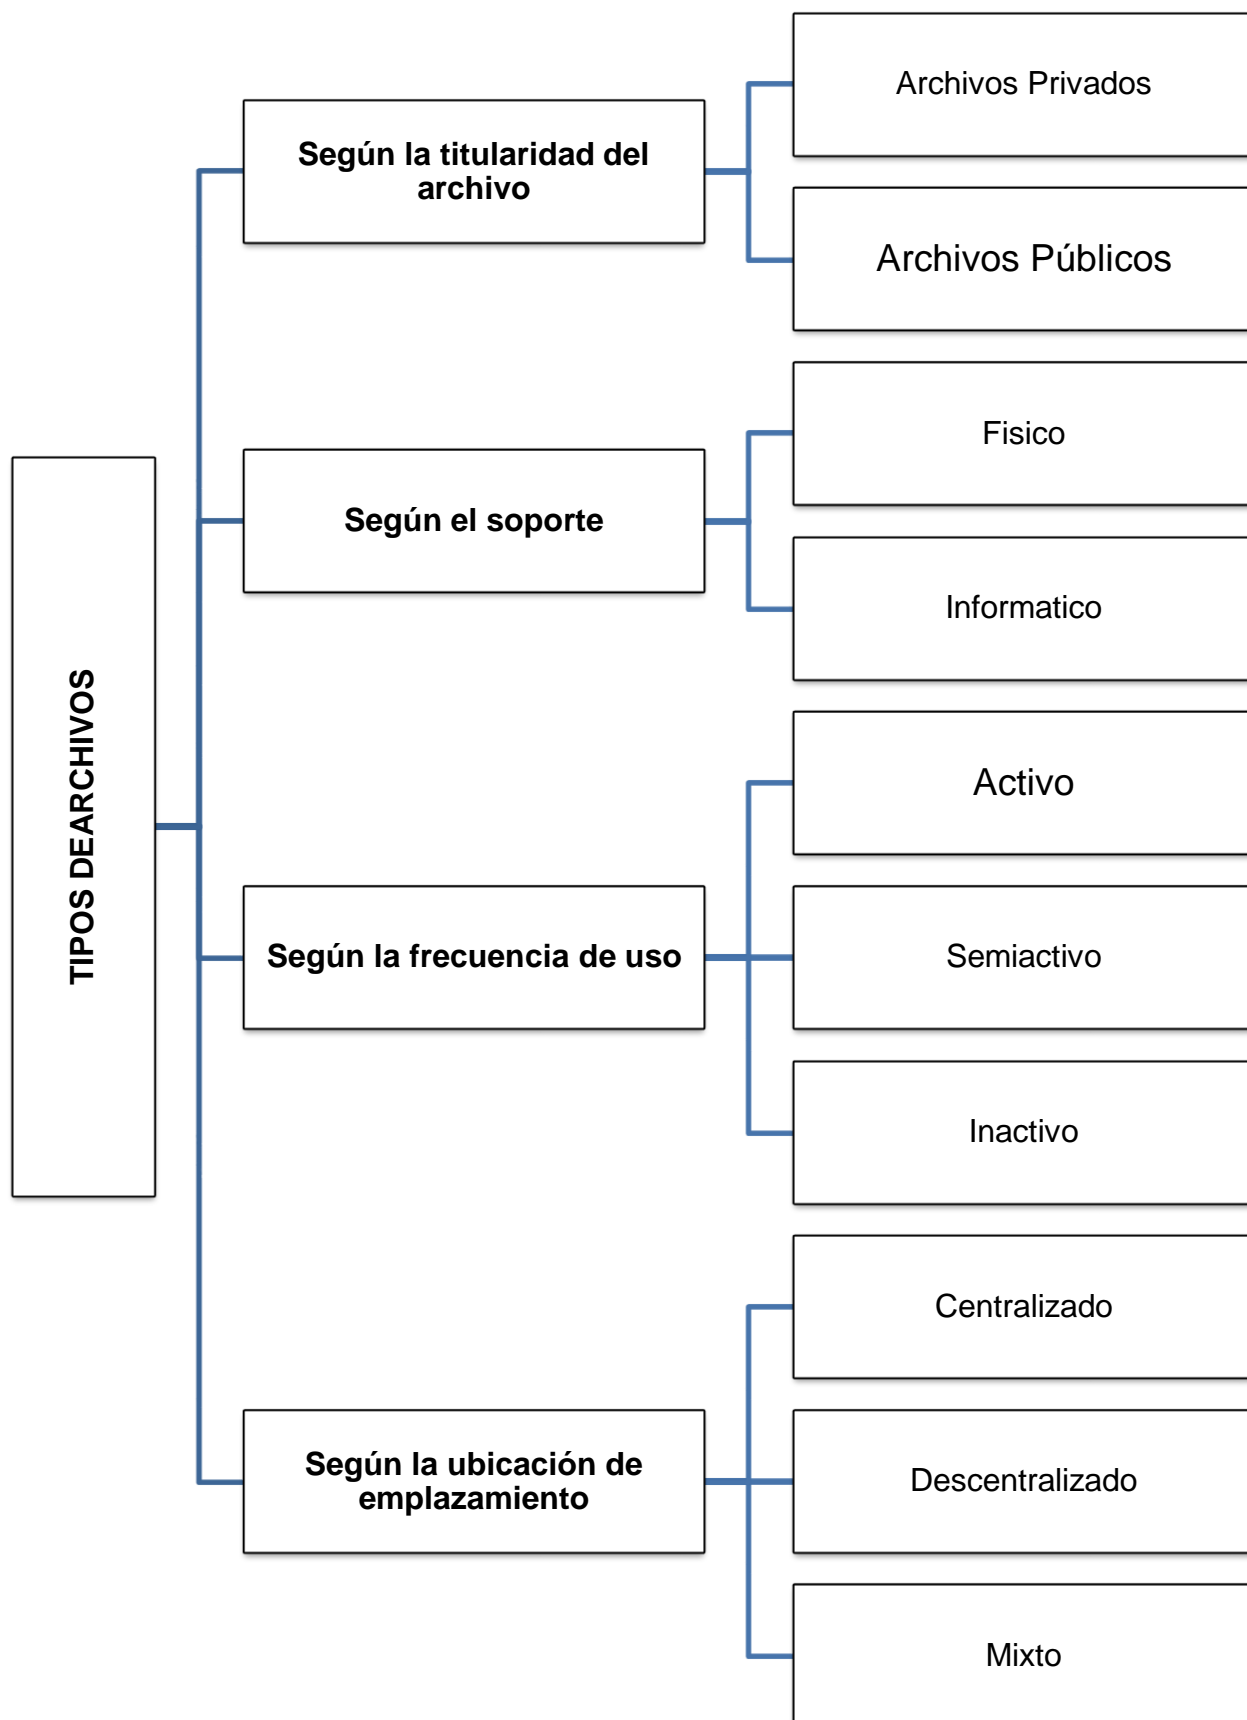 TIPOS DEARCHIVOS
Según la titularidad del
archivo
Archivos Privados
Archivos Públicos
Según el soporte
Fisico
Informatico
Según la frecuencia de uso
Activo
Semiactivo
Inactivo
Según la ubicación de
emplazamiento
Centralizado
Descentralizado
Mixto